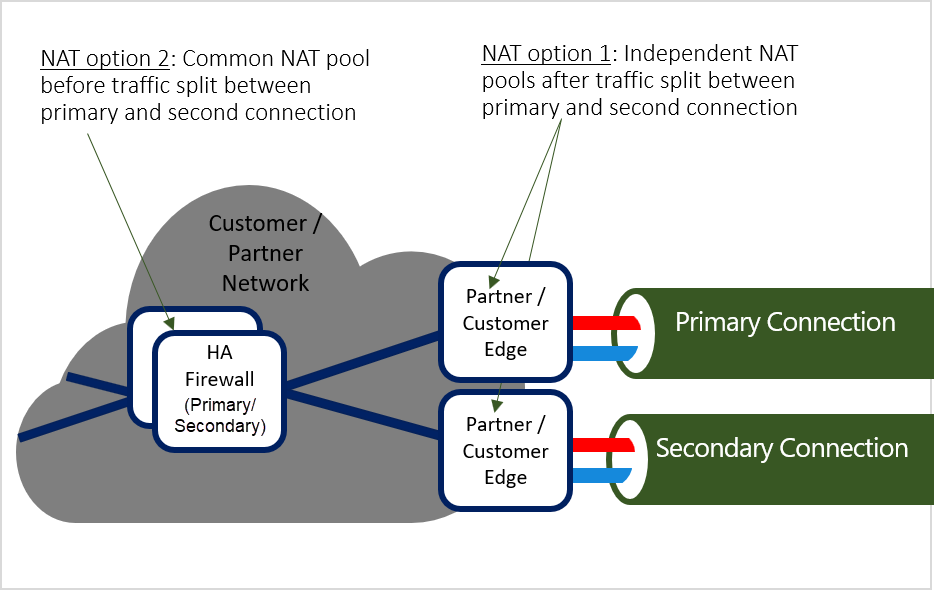 NAT option 2: Common NAT pool
before traffic split between
primary and second connection
NAT option 1: Independent NAT
pools after traffic split between
primary and second connection
Customer /
Partner
Network
HA
Firewall
(Primary/
Secondary)
Partner /
Customer
Edge
Primary Connection
Partner /
Customer
Edge
Secondary Connection